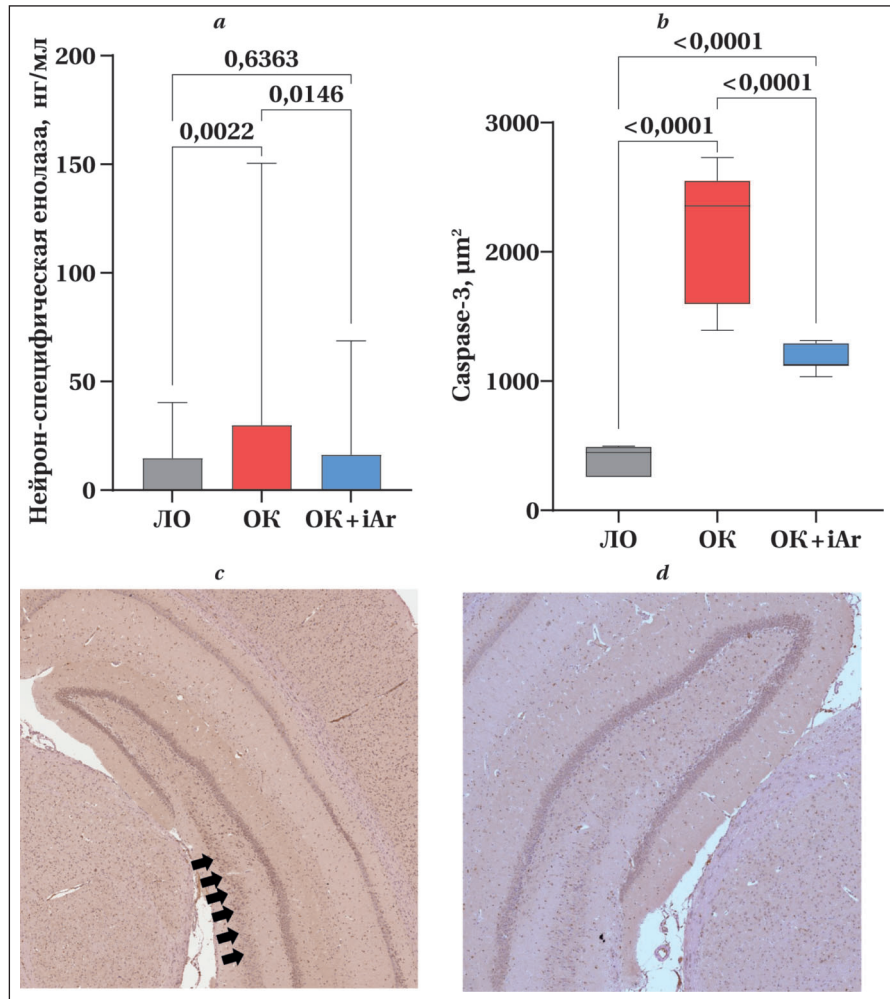 a
200
150
100
50
0
Нейрон-специфическая енолаза, нг/мл
0,6363
0,0146
0,0022
ЛО
ОК
ОК + iAr
b
3000
2000
1000
0
Caspase-3, µm²
<0,0001
<0,0001
<0,0001
ЛО
ОК
ОК + iAr
c
d